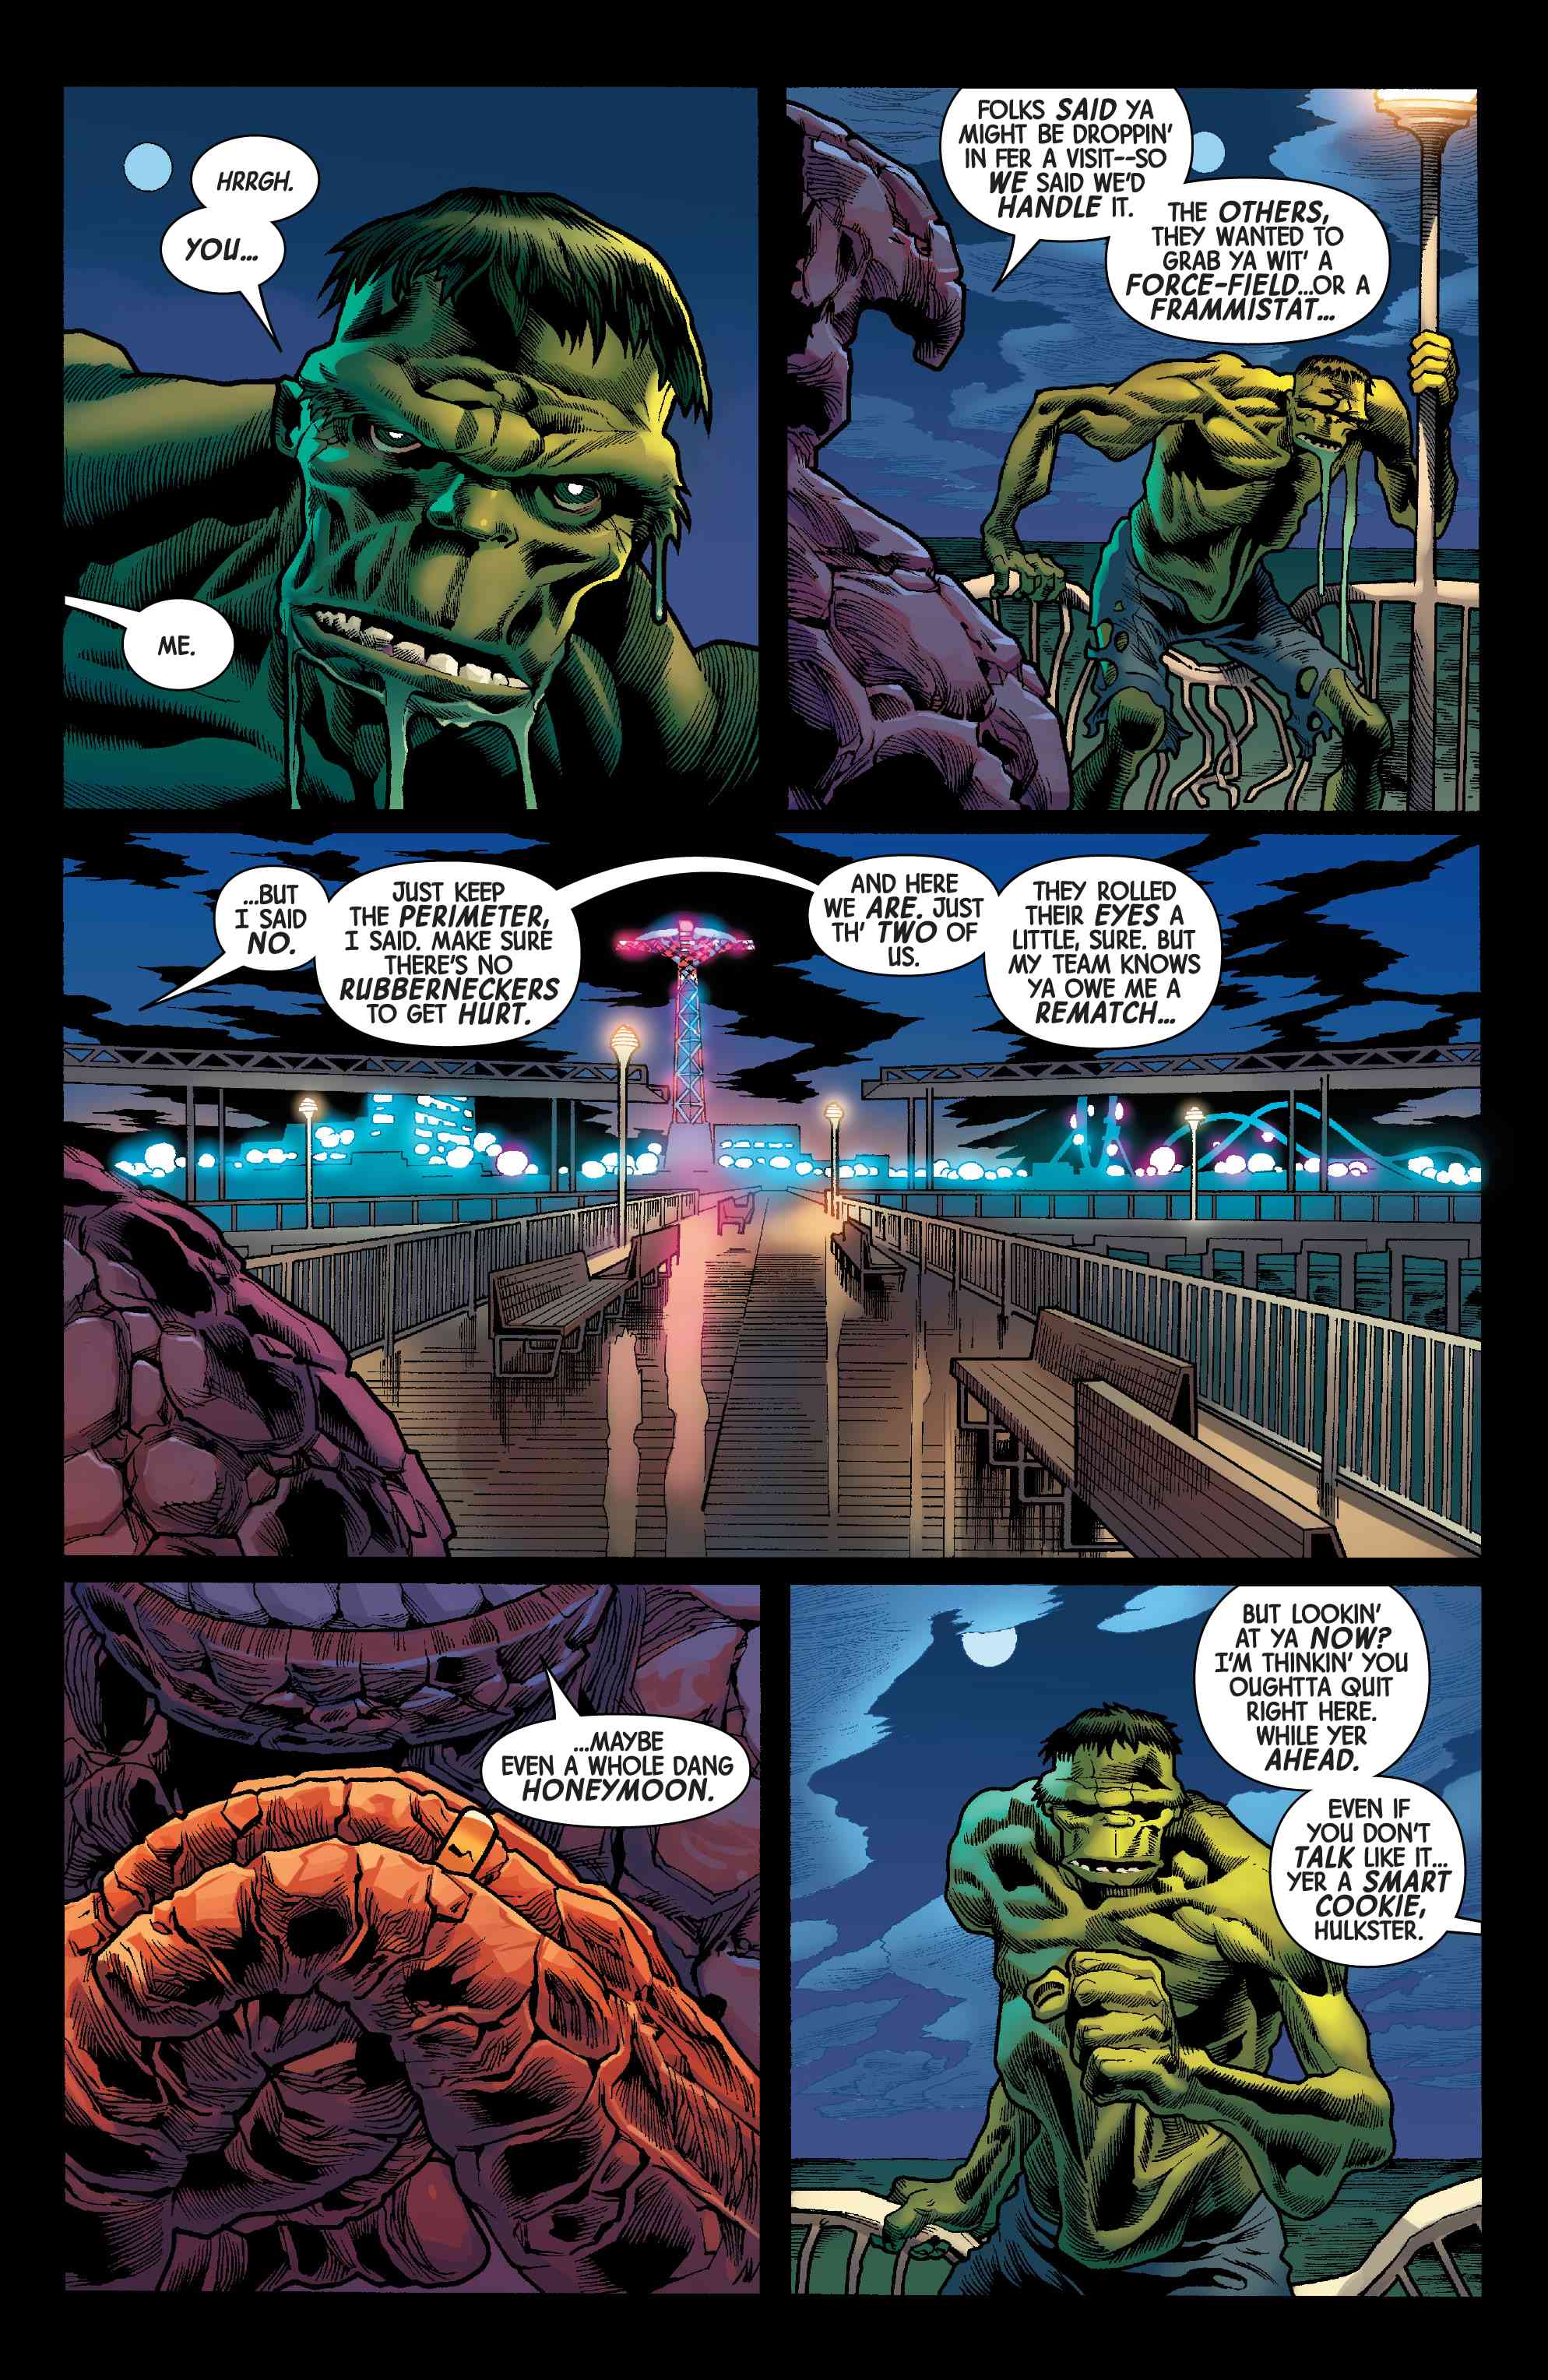 HRRGH.
YOU...
ME.
FOLKS SAID YA
MIGHT BE DROPPIN'
IN FER A VISIT--SO
WE SAID WE'D
HANDLE IT.
THE OTHERS,
THEY WANTED TO
GRAB YA WIT' A
FORCE-FIELD...OR A
FRAMMISTAT...
...BUT
I SAID
NO.
JUST KEEP
THE PERIMETER,
I SAID. MAKE SURE
THERE'S NO
RUBBERNECKERS
TO GET HURT.
AND HERE
WE ARE. JUST
TH' TWO OF
US.
THEY ROLLED
THEIR EYES A
LITTLE, SURE. BUT
MY TEAM KNOWS
YA OWE ME A
REMATCH...
...MAYBE
EVEN A WHOLE DANG
HONEYMOON.
BUT LOOKIN'
AT YA NOW?
I'M THINKIN' YOU
OUGHTTA QUIT
RIGHT HERE.
WHILE YER
AHEAD.
EVEN IF
YOU DON'T
TALK LIKE IT...
YER A SMART
COOKIE,
HULKSTER.